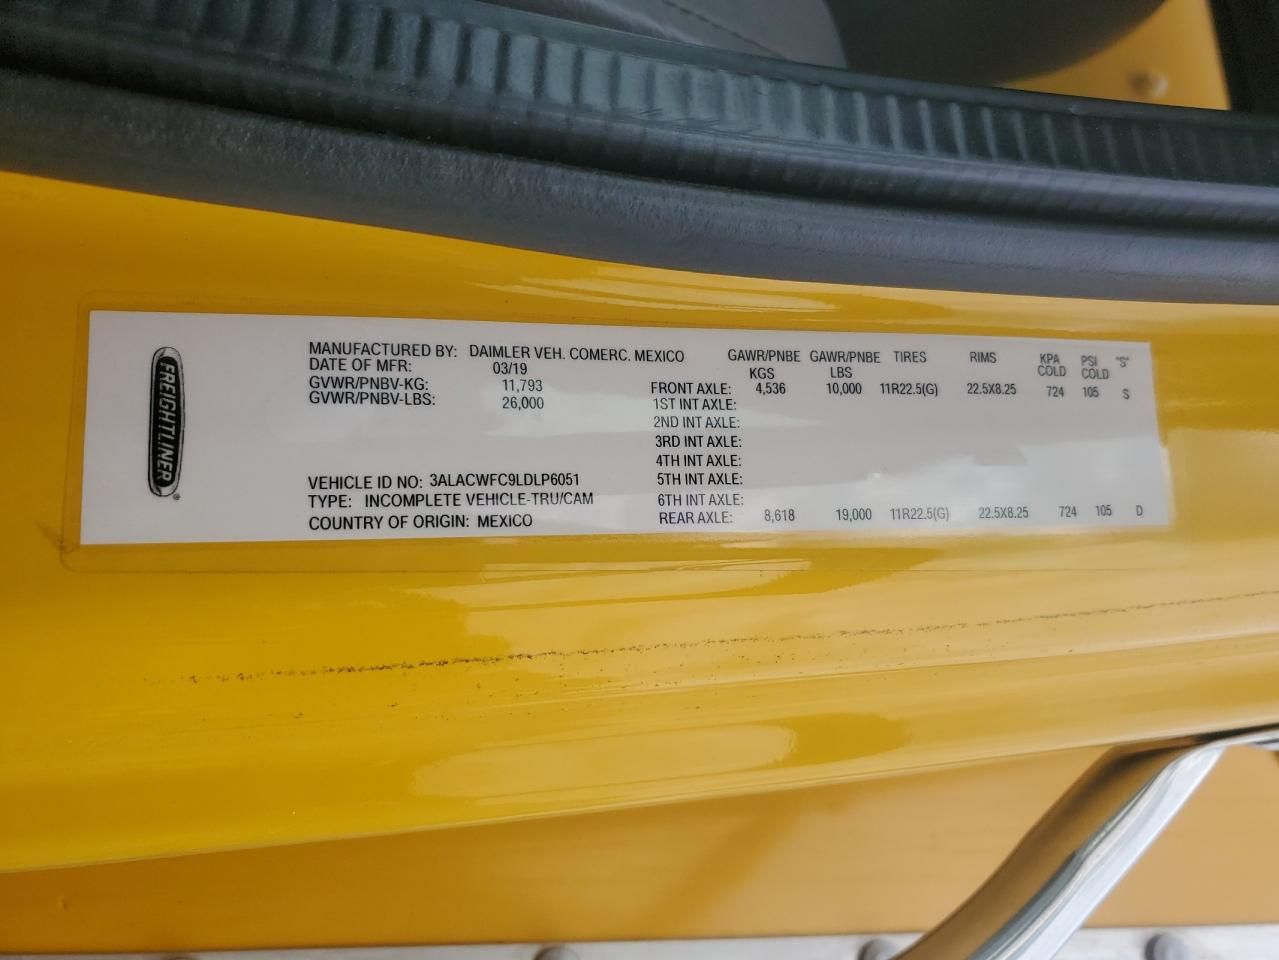 FREIGHTLINER®
MANUFACTURED BY: DAIMLER VEH. COMERC. MEXICO
DATE OF MFR: 03/19
GVWR/PNBV-KG: 11,793
GVWR/PNBV-LBS: 26,000
VEHICLE ID NO: 3ALACWFC9LDLP6051
TYPE: INCOMPLETE VEHICLE-TRU/CAM
COUNTRY OF ORIGIN: MEXICO
GAWR/PNBE GAWR/PNBE TIRES RIMS KPA PSI "S"
KGS LBS COLD COLD
FRONT AXLE: 4,536 10,000 11R22.5(G) 22.5X8.25 724 105 S
1ST INT AXLE:
2ND INT AXLE:
3RD INT AXLE:
4TH INT AXLE:
5TH INT AXLE:
6TH INT AXLE:
REAR AXLE: 8,618 19,000 11R22.5(G) 22.5X8.25 724 105 D